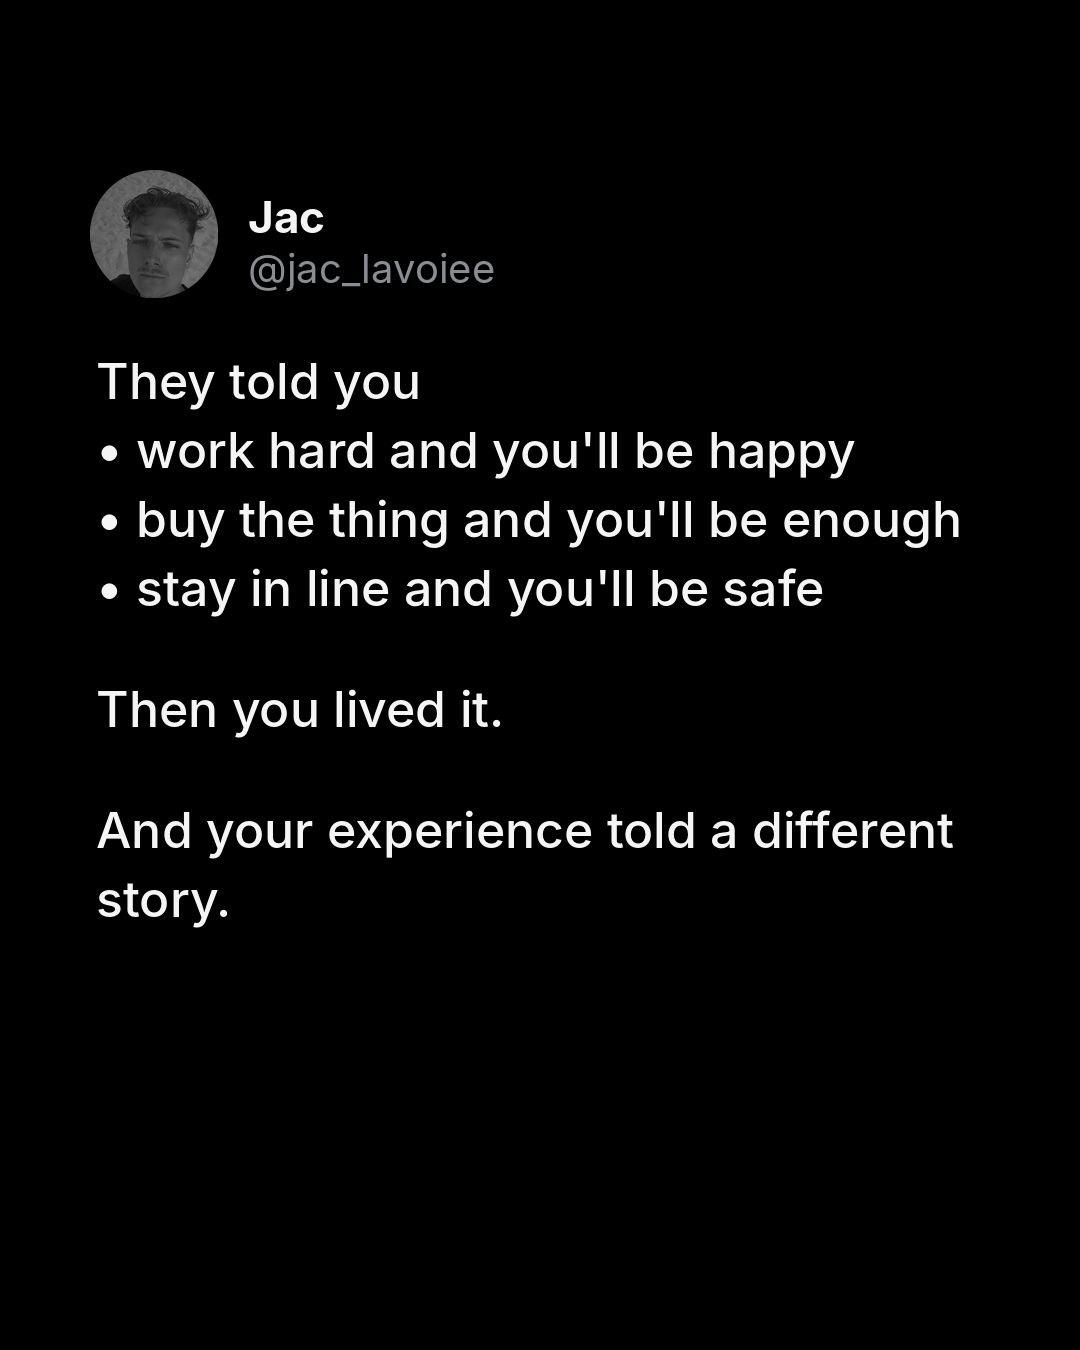 Jac
@jac_lavoiee
They told you
• work hard and you'll be happy
• buy the thing and you'll be enough
• stay in line and you'll be safe
Then you lived it.
And your experience told a different
story.